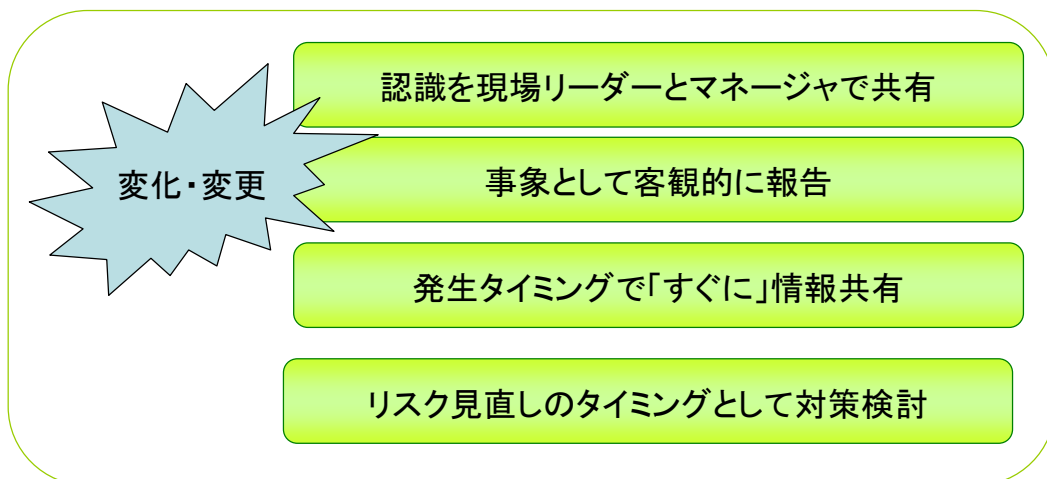 認識を現場リーダーとマネージャで共有
変化・変更
事象として客観的に報告
発生タイミングで「すぐに」情報共有
リスク見直しのタイミングとして対策検討